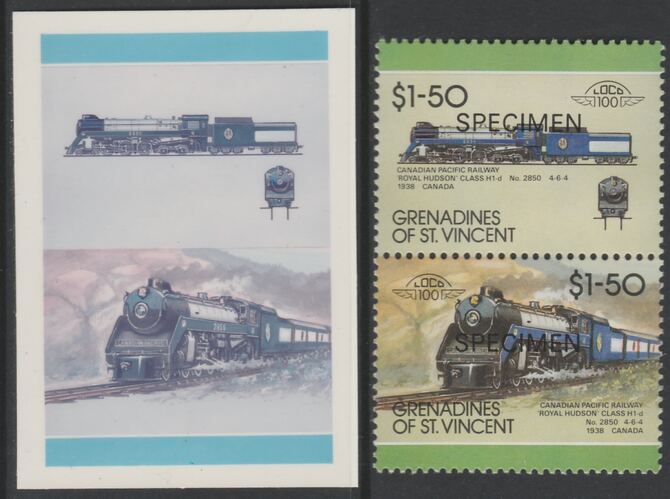 $1-50
LOCO
100
SPECIMEN
CANADIAN PACIFIC RAILWAY
'ROYAL HUDSON' CLASS H1-d No. 2850 4-6-4
1938 CANADA
GRENADINES
OF ST. VINCENT
LOCO
100
$1-50
SPECIMEN
CANADIAN PACIFIC RAILWAY
'ROYAL HUDSON' CLASS H1-d
No. 2850 4-6-4
1938 CANADA
GRENADINES
OF ST. VINCENT